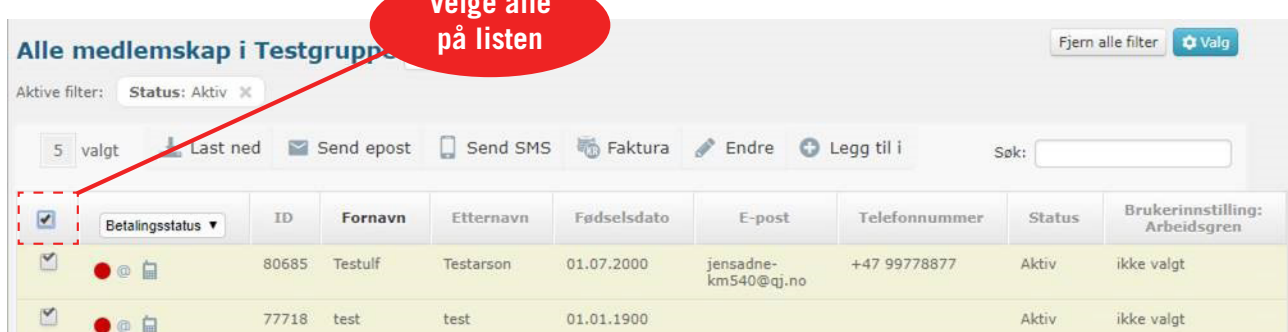 Velge alle
på listen
Alle medlemskap i Testgruppe
Fjern alle filter
Valg
Aktive filter: Status: Aktiv ×
5 valgt Last ned Send epost Send SMS Faktura Endre Legg til i Søk:
Betalingsstatus ▼ ID Fornavn Etternavn Fødselsdato E-post Telefonnummer Status Brukerinnstilling:
Arbeidsgren
@ 80685 Testulf Testarson 01.07.2000 jensadne- +47 99778877 Aktiv ikke valgt
km540@qj.no
@ 77718 test test 01.01.1900 Aktiv ikke valgt